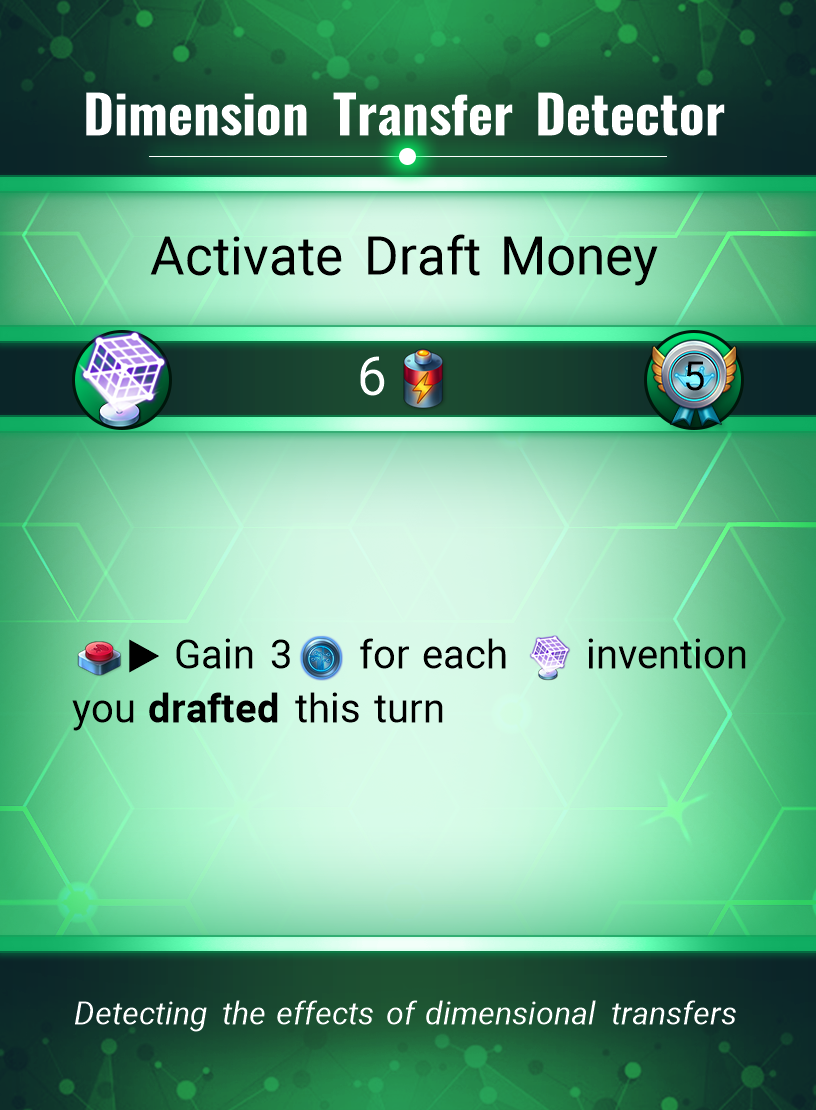 Dimension Transfer Detector
Activate Draft Money
6
5
▶ Gain 3 for each invention
you drafted this turn
Detecting the effects of dimensional transfers